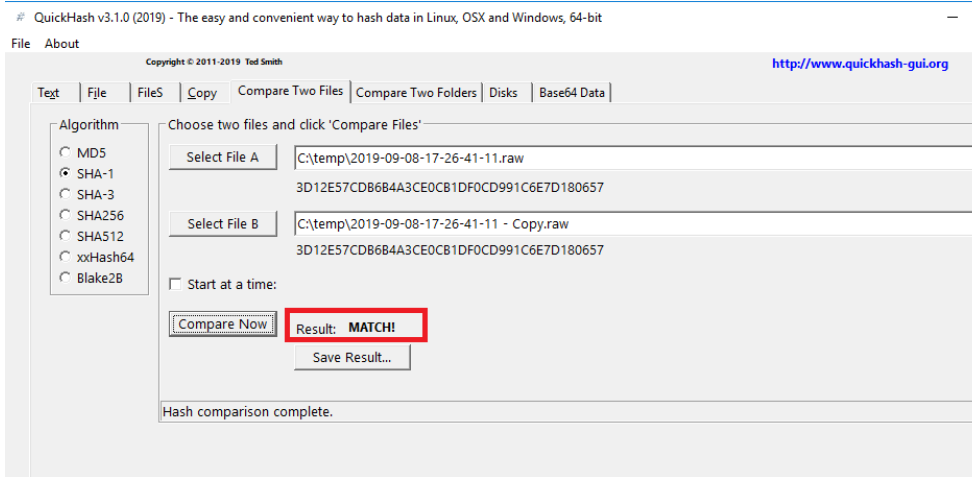 QuickHash v3.1.0 (2019) - The easy and convenient way to hash data in Linux, OSX and Windows, 64-bit
File About
Copyright © 2011-2019 Ted Smith
http://www.quickhash-gui.org
Text File FileS Copy Compare Two Files Compare Two Folders Disks Base64 Data
Algorithm
MD5
SHA-1
SHA-3
SHA256
SHA512
xxHash64
Blake2B
Choose two files and click 'Compare Files'
Select File A C:\temp\2019-09-08-17-26-41-11.raw
3D12E57CDB6B4A3CE0CB1DF0CD991C6E7D180657
Select File B C:\temp\2019-09-08-17-26-41-11 - Copy.raw
3D12E57CDB6B4A3CE0CB1DF0CD991C6E7D180657
Start at a time:
Compare Now Result: MATCH!
Save Result...
Hash comparison complete.